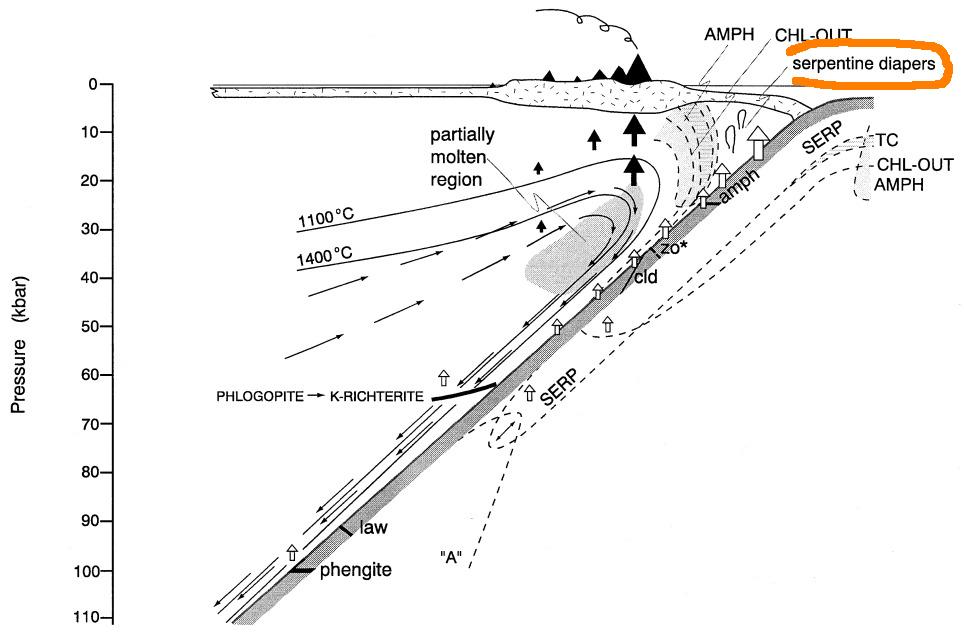 AMPH
CHL-OUT
serpentine diapers
0
10
20
30
40
50
60
70
80
90
100
110
Pressure (kbar)
partially
molten
region
1100°C
1400°C
SERP
TC
CHL-OUT
AMPH
amph
zo*
cld
PHLOGOPITE → K-RICHTERITE
SERP
law
"A"
phengite